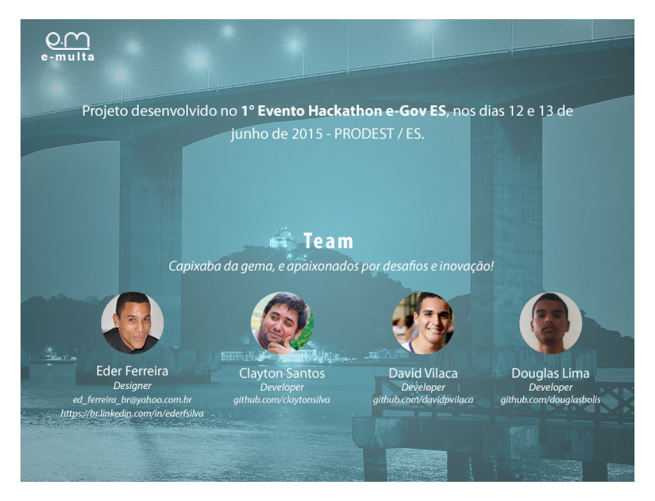 e-multa
Projeto desenvolvido no 1° Evento Hackathon e-Gov ES, nos dias 12 e 13 de
junho de 2015 - PRODEST / ES.
Team
Capixaba da gema, e apaixonados por desafios e inovação!
Eder Ferreira
Designer
ed_ferreira_br@yahoo.com.br
https://br.linkedin.com/in/ederfsilva
Clayton Santos
Developer
github.com/claytonsilva
David Vilaca
Developer
github.com/davidpvilaca
Douglas Lima
Developer
github.com/douglasbolis